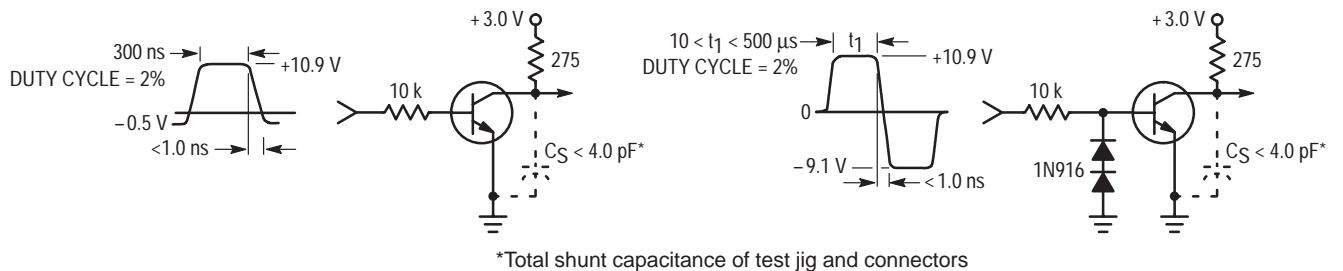 300 ns
DUTY CYCLE = 2%
+10.9 V
−0.5 V
<1.0 ns
10 k
+3.0 V
275
CS < 4.0 pF*
10 < t1 < 500 µs
DUTY CYCLE = 2%
t1
+10.9 V
0
−9.1 V
<1.0 ns
10 k
1N916
+3.0 V
275
CS < 4.0 pF*
*Total shunt capacitance of test jig and connectors